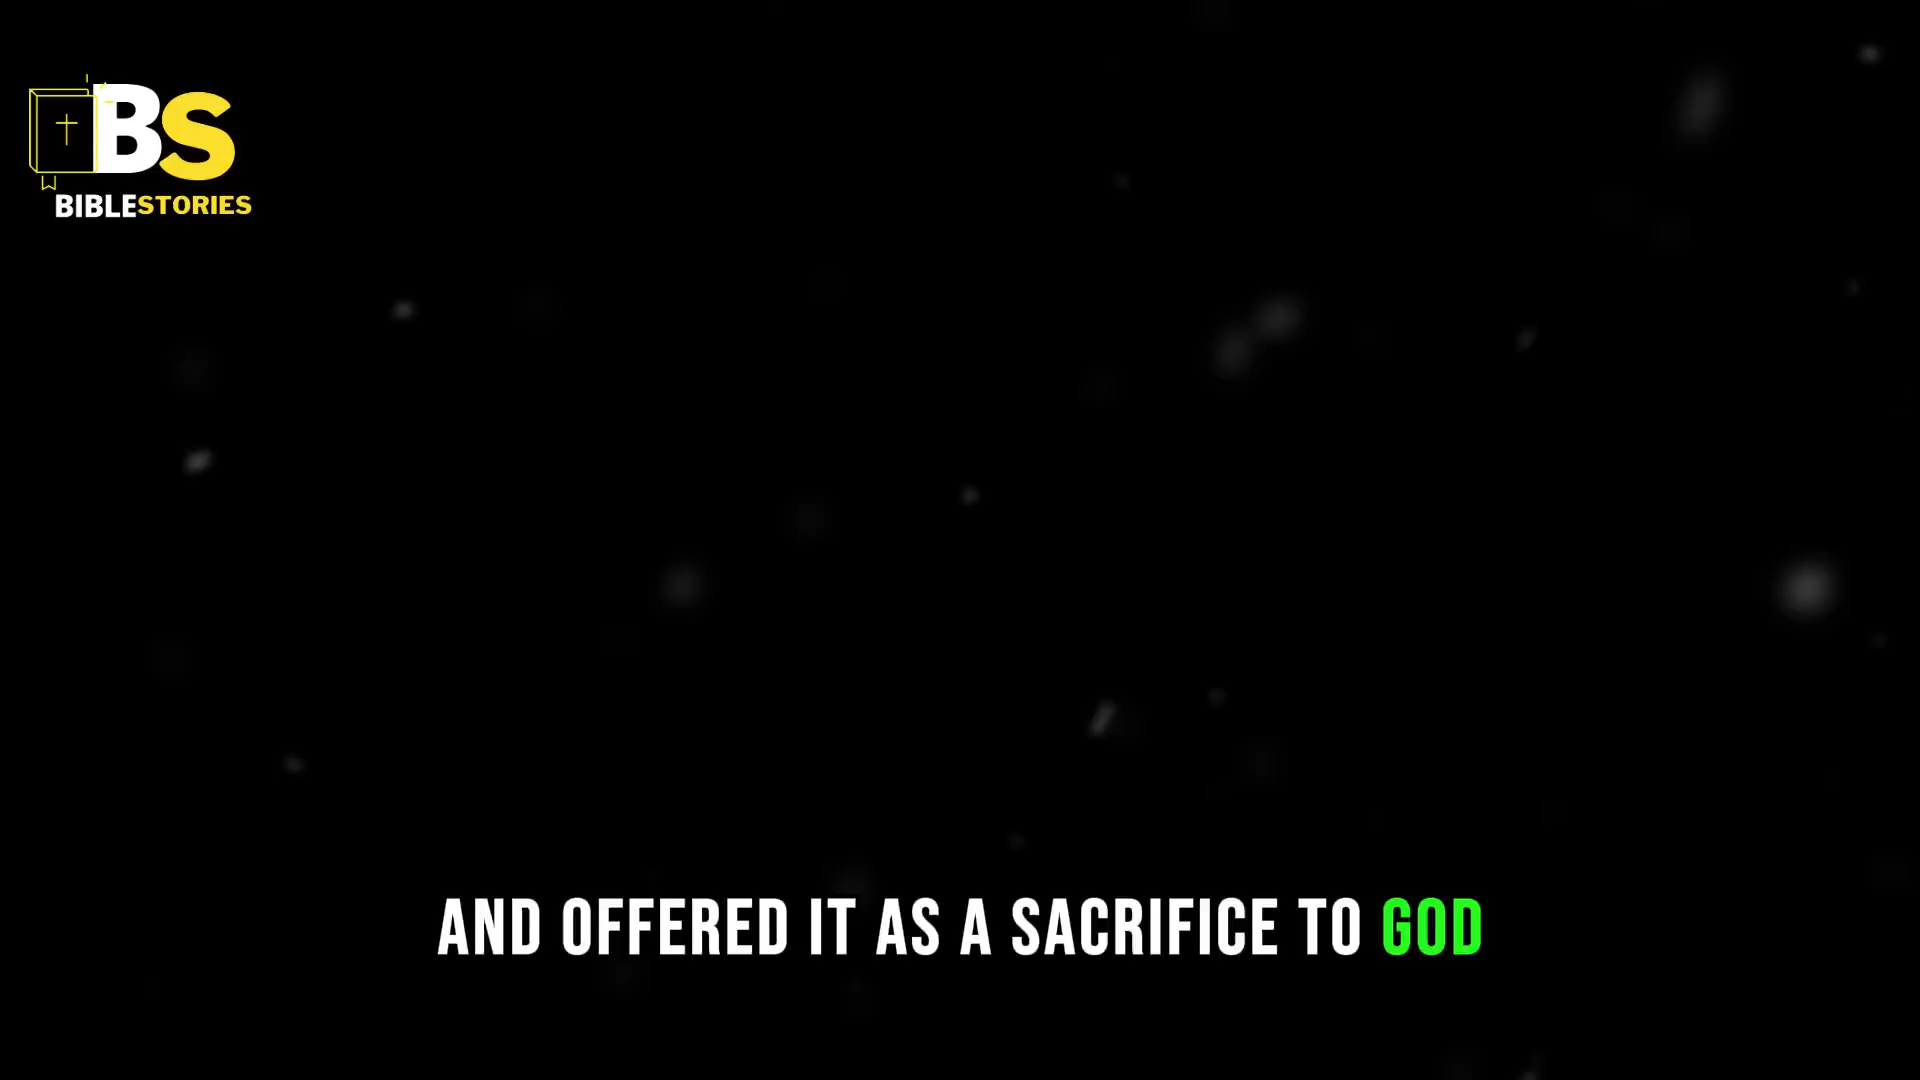 BS
BIBLESTORIES
AND OFFERED IT AS A SACRIFICE TO GOD